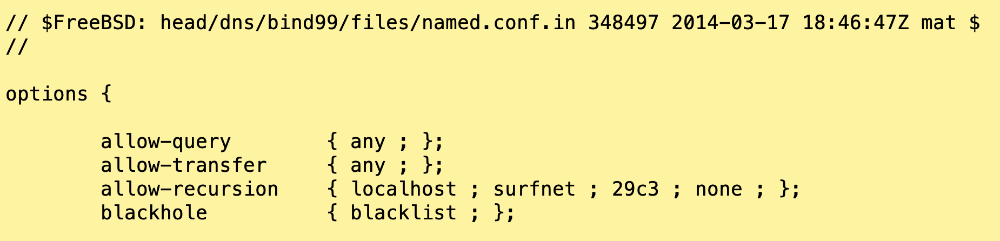 // $FreeBSD: head/dns/bind99/files/named.conf.in 348497 2014-03-17 18:46:47Z mat $
//
options {
allow-query { any ; };
allow-transfer { any ; };
allow-recursion { localhost ; surfnet ; 29c3 ; none ; };
blackhole { blacklist ; };